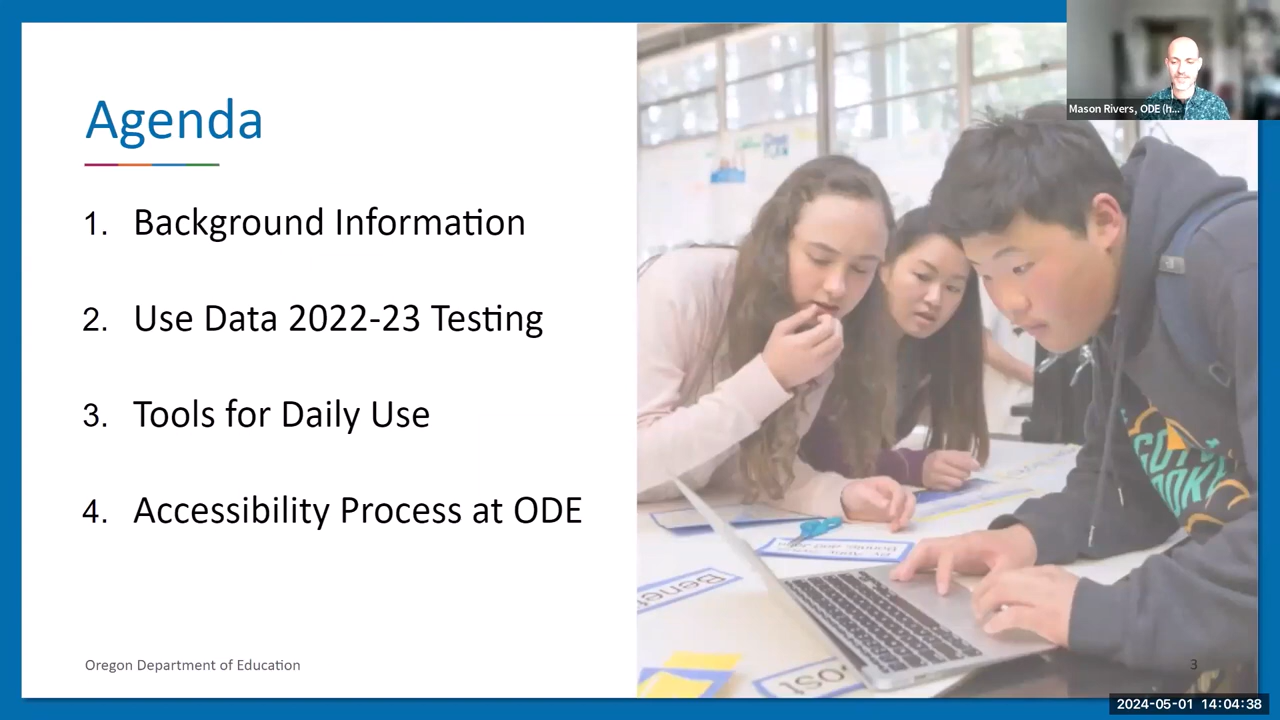 Agenda
1. Background Information
2. Use Data 2022-23 Testing
3. Tools for Daily Use
4. Accessibility Process at ODE
Oregon Department of Education
3
Mason Rivers, ODE (h...
2024-05-01 14:04:38